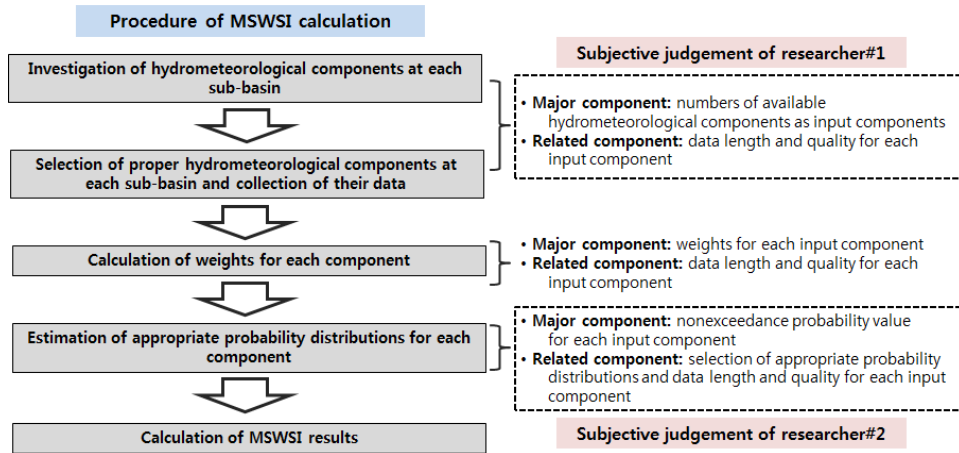 Procedure of MSWSI calculation
Investigation of hydrometeorological components at each
sub-basin
Selection of proper hydrometeorological components at
each sub-basin and collection of their data
Calculation of weights for each component
Estimation of appropriate probability distributions for each
component
Calculation of MSWSI results
Subjective judgement of researcher#1
• Major component: numbers of available
hydrometeorological components as input components
• Related component: data length and quality for each
input component
• Major component: weights for each input component
• Related component: data length and quality for each
input component
• Major component: nonexceedance probability value
for each input component
• Related component: selection of appropriate probability
distributions and data length and quality for each input
component
Subjective judgement of researcher#2